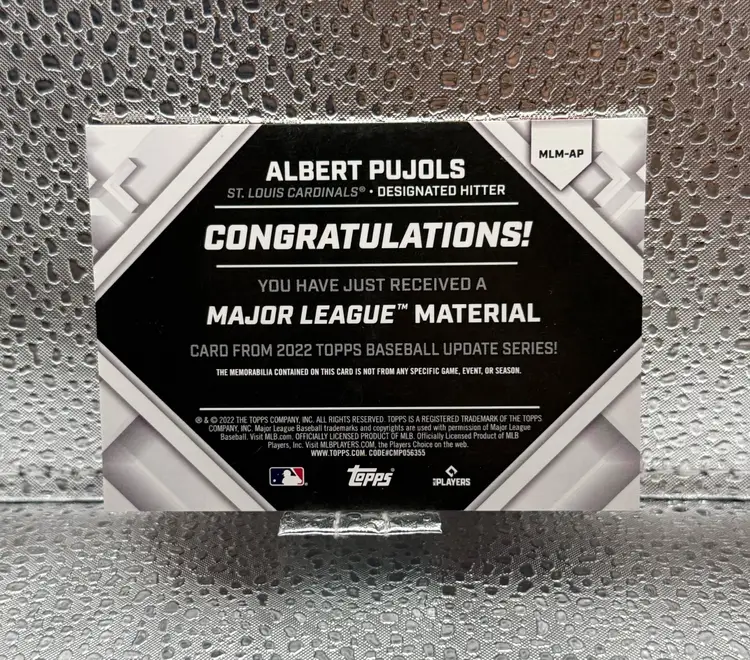 MLM-AP
ALBERT PUJOLS
ST. LOUIS CARDINALS® • DESIGNATED HITTER
CONGRATULATIONS!
YOU HAVE JUST RECEIVED A
MAJOR LEAGUE™ MATERIAL
CARD FROM 2022 TOPPS BASEBALL UPDATE SERIES!
THE MEMORABILIA CONTAINED ON THIS CARD IS NOT FROM ANY SPECIFIC GAME, EVENT, OR SEASON.
® & © 2022 THE TOPPS COMPANY, INC. ALL RIGHTS RESERVED. TOPPS IS A REGISTERED TRADEMARK OF THE TOPPS
COMPANY, INC. Major League Baseball trademarks and copyrights are used with permission of Major League
Baseball. Visit MLB.com. OFFICIALLY LICENSED PRODUCT OF MLB. Officially Licensed Product of MLB
Players, Inc. Visit MLBPLAYERS.COM, the Players Choice on the web.
WWW.TOPPS.COM. CODE#CMP056355
topps
PLAYERS